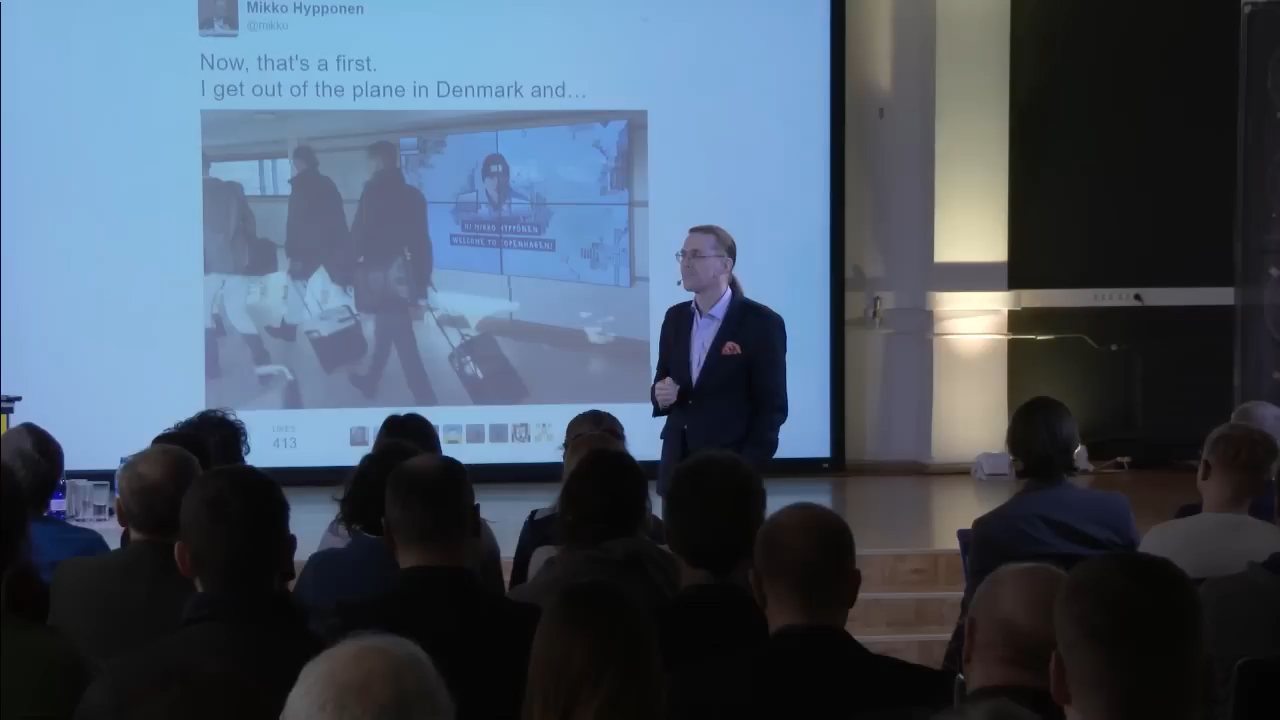 Mikko Hypponen
@mikko
Now, that's a first.
I get out of the plane in Denmark and...
HI MIKKO HYPPÖNEN
WELCOME TO COPENHAGEN!
LIKES
413